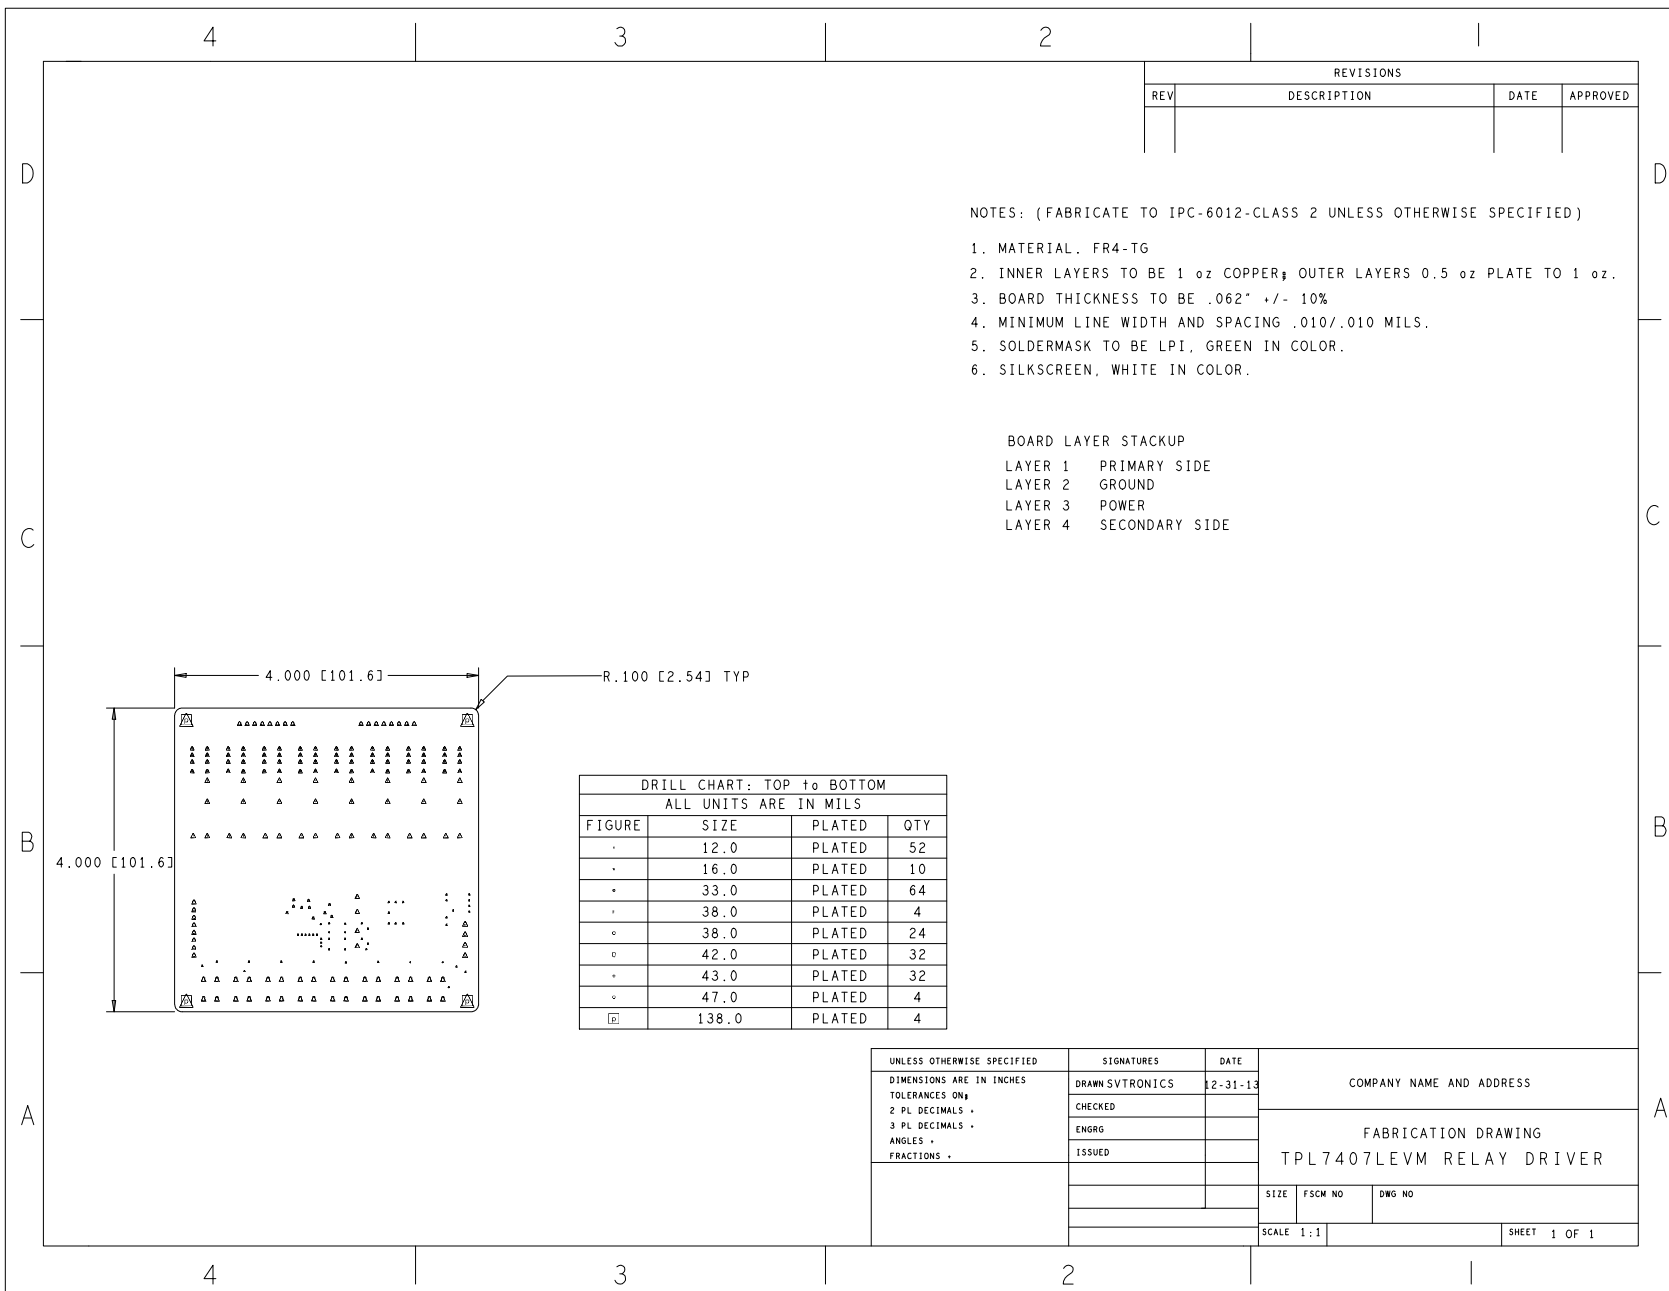 4 3 2 1
REVISIONS
REV DESCRIPTION DATE APPROVED
D D
NOTES: (FABRICATE TO IPC-6012-CLASS 2 UNLESS OTHERWISE SPECIFIED)
1. MATERIAL. FR4-TG
2. INNER LAYERS TO BE 1 oz COPPER; OUTER LAYERS 0.5 oz PLATE TO 1 oz.
3. BOARD THICKNESS TO BE .062" +/- 10%
4. MINIMUM LINE WIDTH AND SPACING .010/.010 MILS.
5. SOLDERMASK TO BE LPI, GREEN IN COLOR.
6. SILKSCREEN, WHITE IN COLOR.
BOARD LAYER STACKUP
LAYER 1 PRIMARY SIDE
LAYER 2 GROUND
LAYER 3 POWER
LAYER 4 SECONDARY SIDE
C C
4.000 [101.6]
R.100 [2.54] TYP
4.000 [101.6]
B B
DRILL CHART: TOP to BOTTOM
ALL UNITS ARE IN MILS
FIGURE SIZE PLATED QTY
12.0 PLATED 52
16.0 PLATED 10
33.0 PLATED 64
38.0 PLATED 4
38.0 PLATED 24
42.0 PLATED 32
43.0 PLATED 32
47.0 PLATED 4
P 138.0 PLATED 4
A A
UNLESS OTHERWISE SPECIFIED
DIMENSIONS ARE IN INCHES
TOLERANCES ON;
2 PL DECIMALS +
3 PL DECIMALS +
ANGLES +
FRACTIONS +
SIGNATURES DATE
DRAWN SVTRONICS 12-31-13
CHECKED
ENGRG
ISSUED
COMPANY NAME AND ADDRESS
FABRICATION DRAWING
TPL7407LEVM RELAY DRIVER
SIZE FSCM NO DWG NO
SCALE 1:1 SHEET 1 OF 1
4 3 2 1